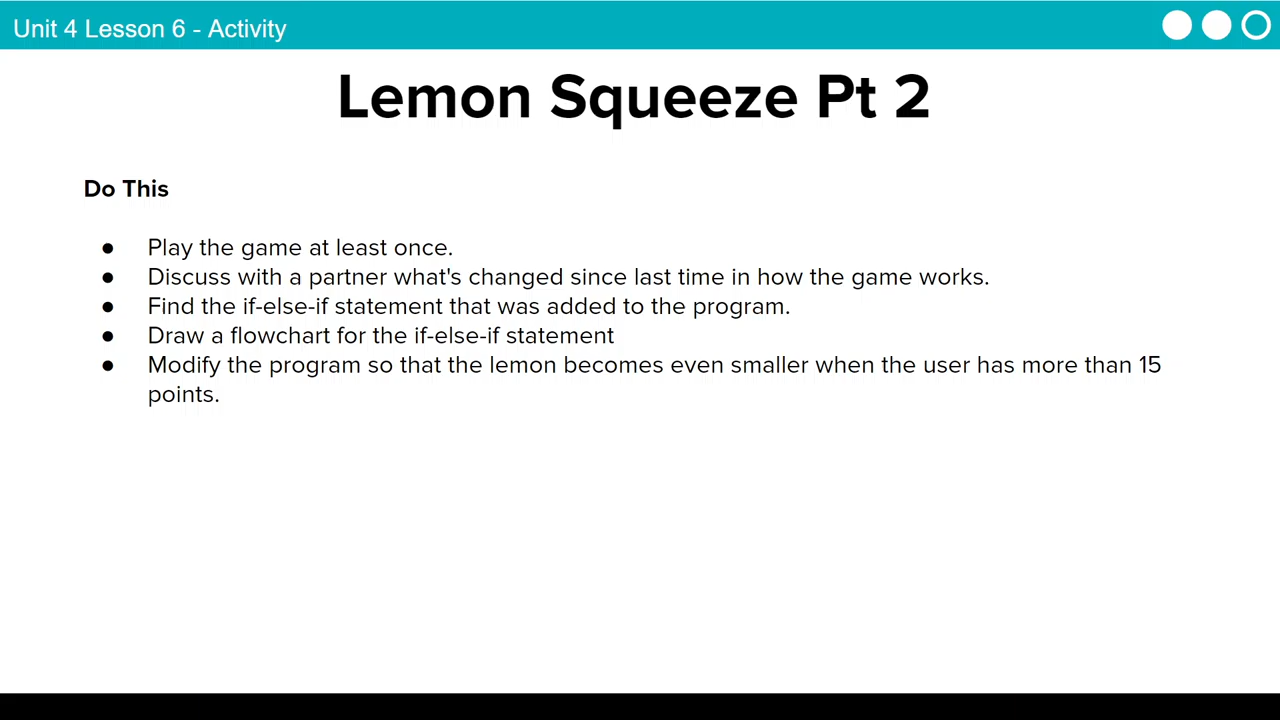 Unit 4 Lesson 6 - Activity
Lemon Squeeze Pt 2
Do This
● Play the game at least once.
● Discuss with a partner what's changed since last time in how the game works.
● Find the if-else-if statement that was added to the program.
● Draw a flowchart for the if-else-if statement
● Modify the program so that the lemon becomes even smaller when the user has more than 15
points.